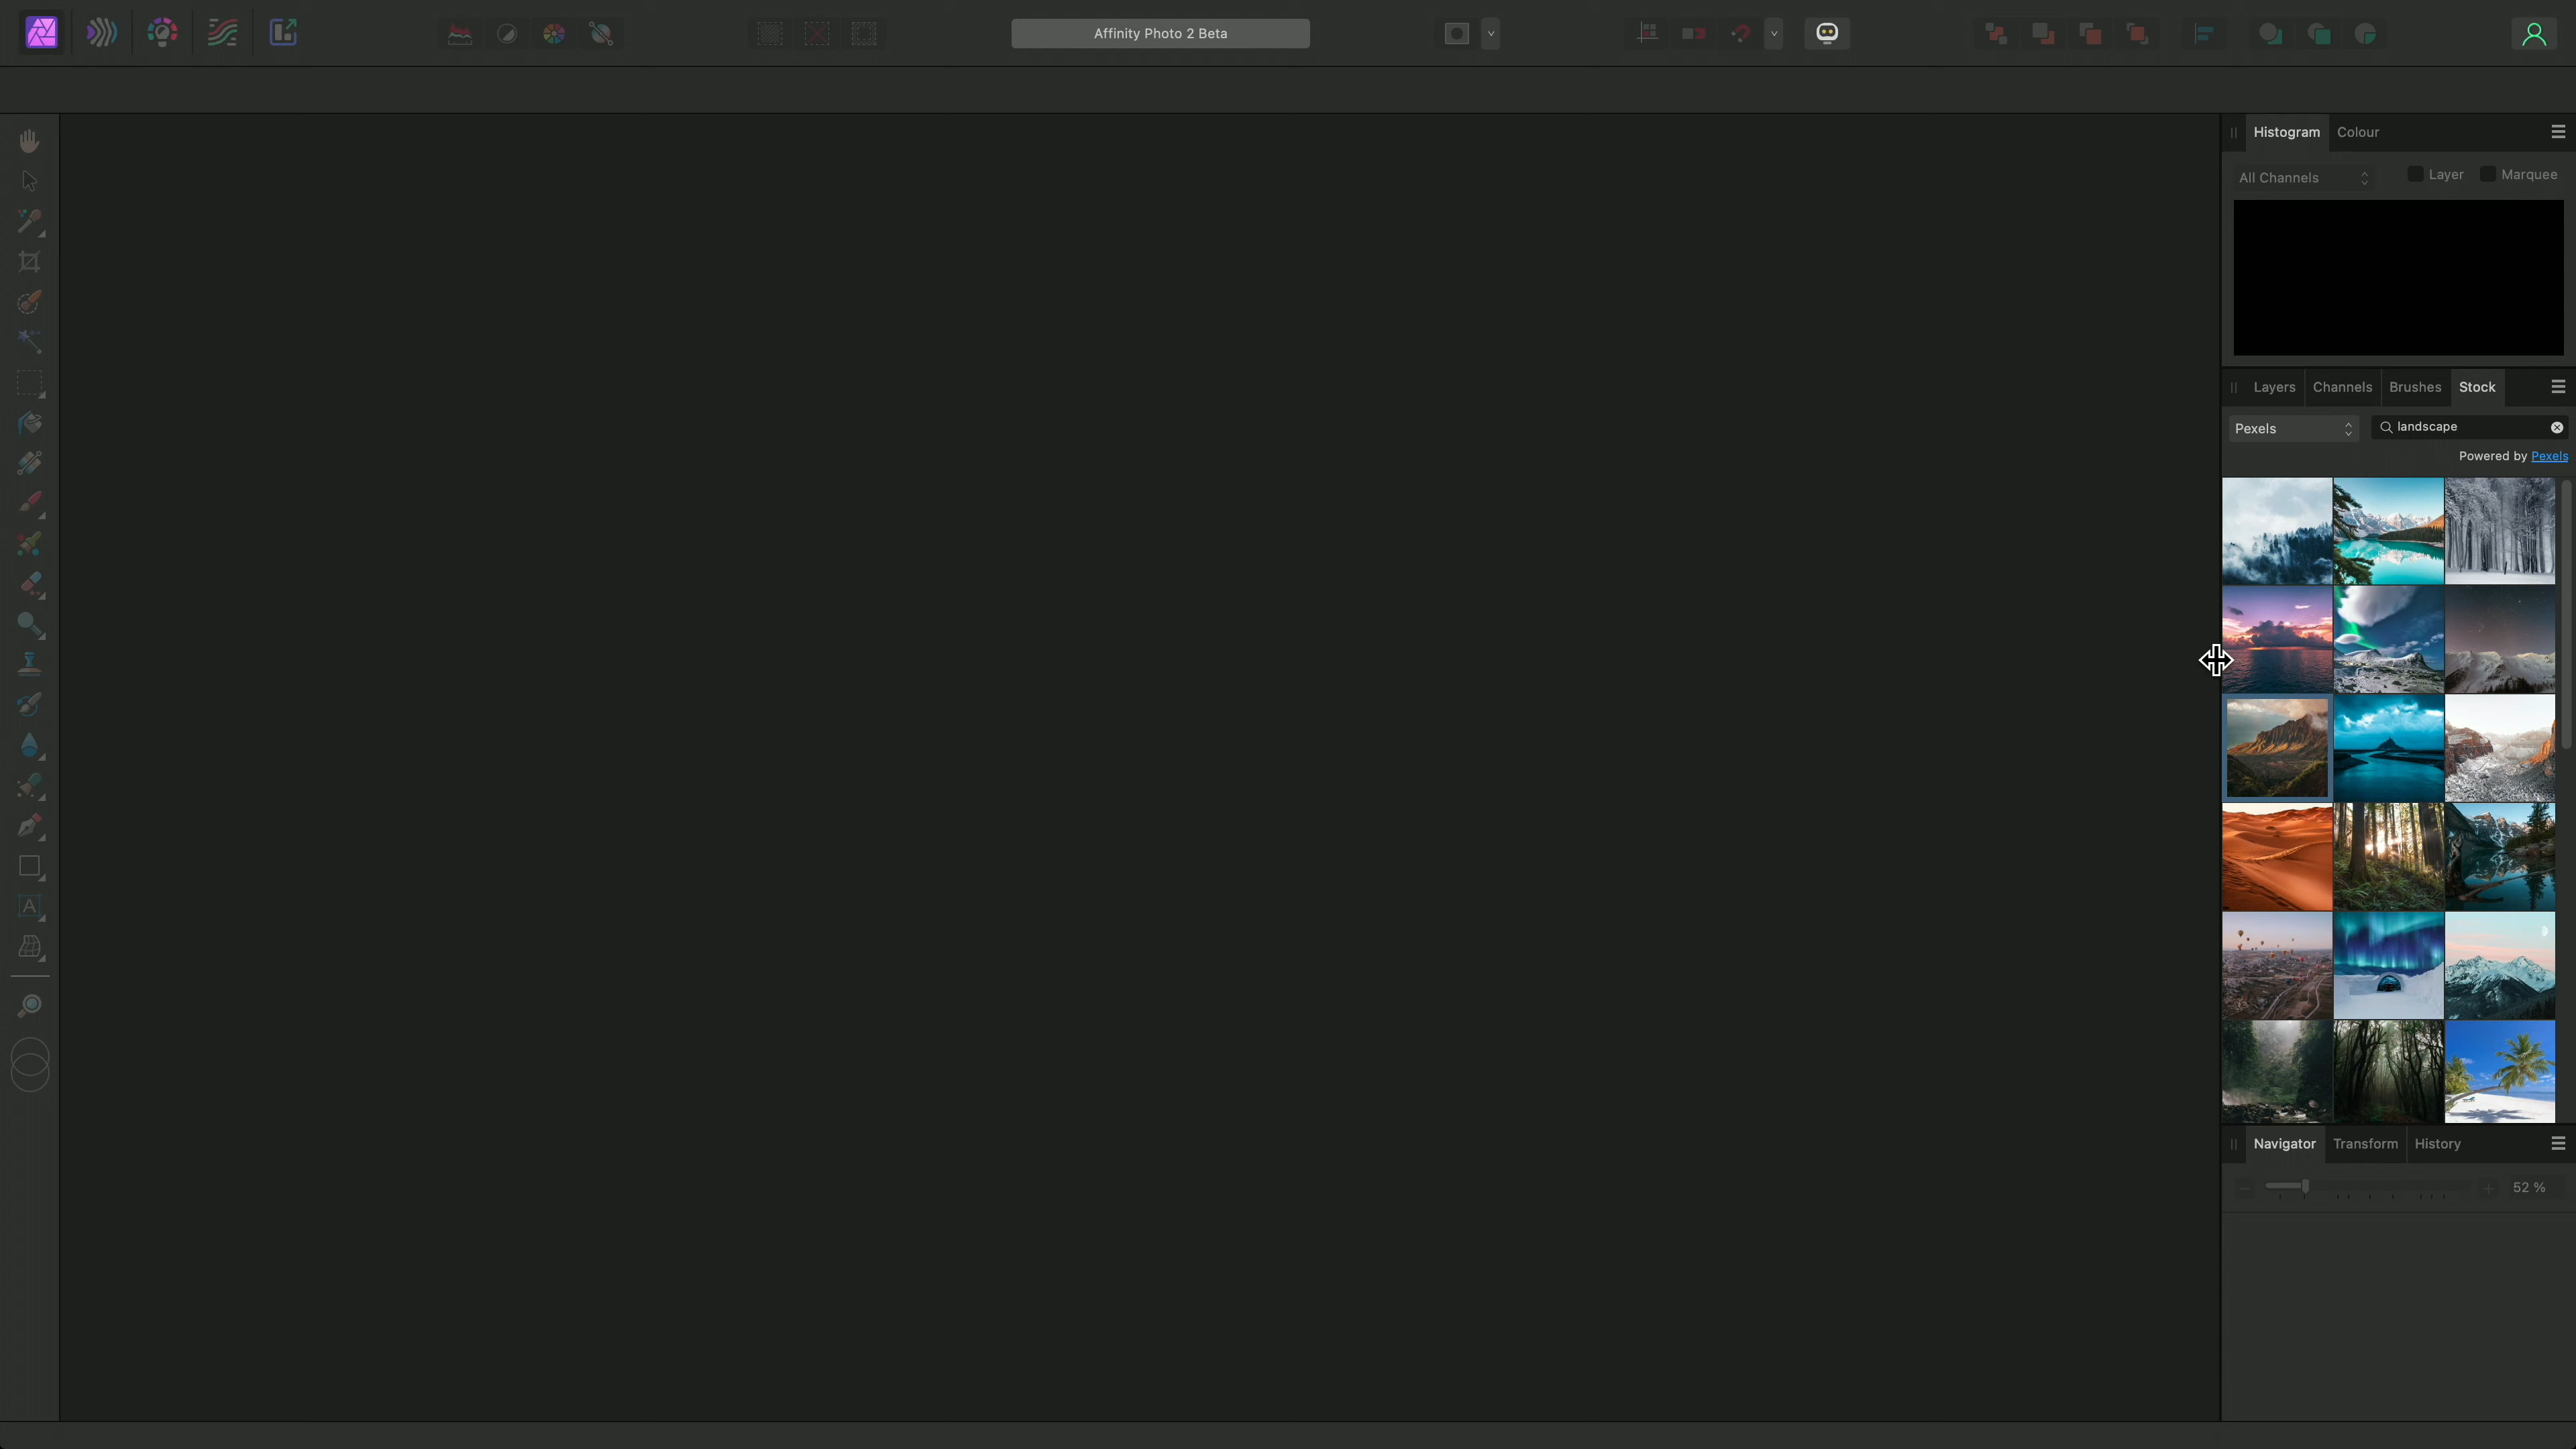 Affinity Photo 2 Beta
Histogram Colour
All Channels Layer Marquee
Layers Channels Brushes Stock
Pexels landscape
Powered by Pexels
A
Navigator Transform History
52 %